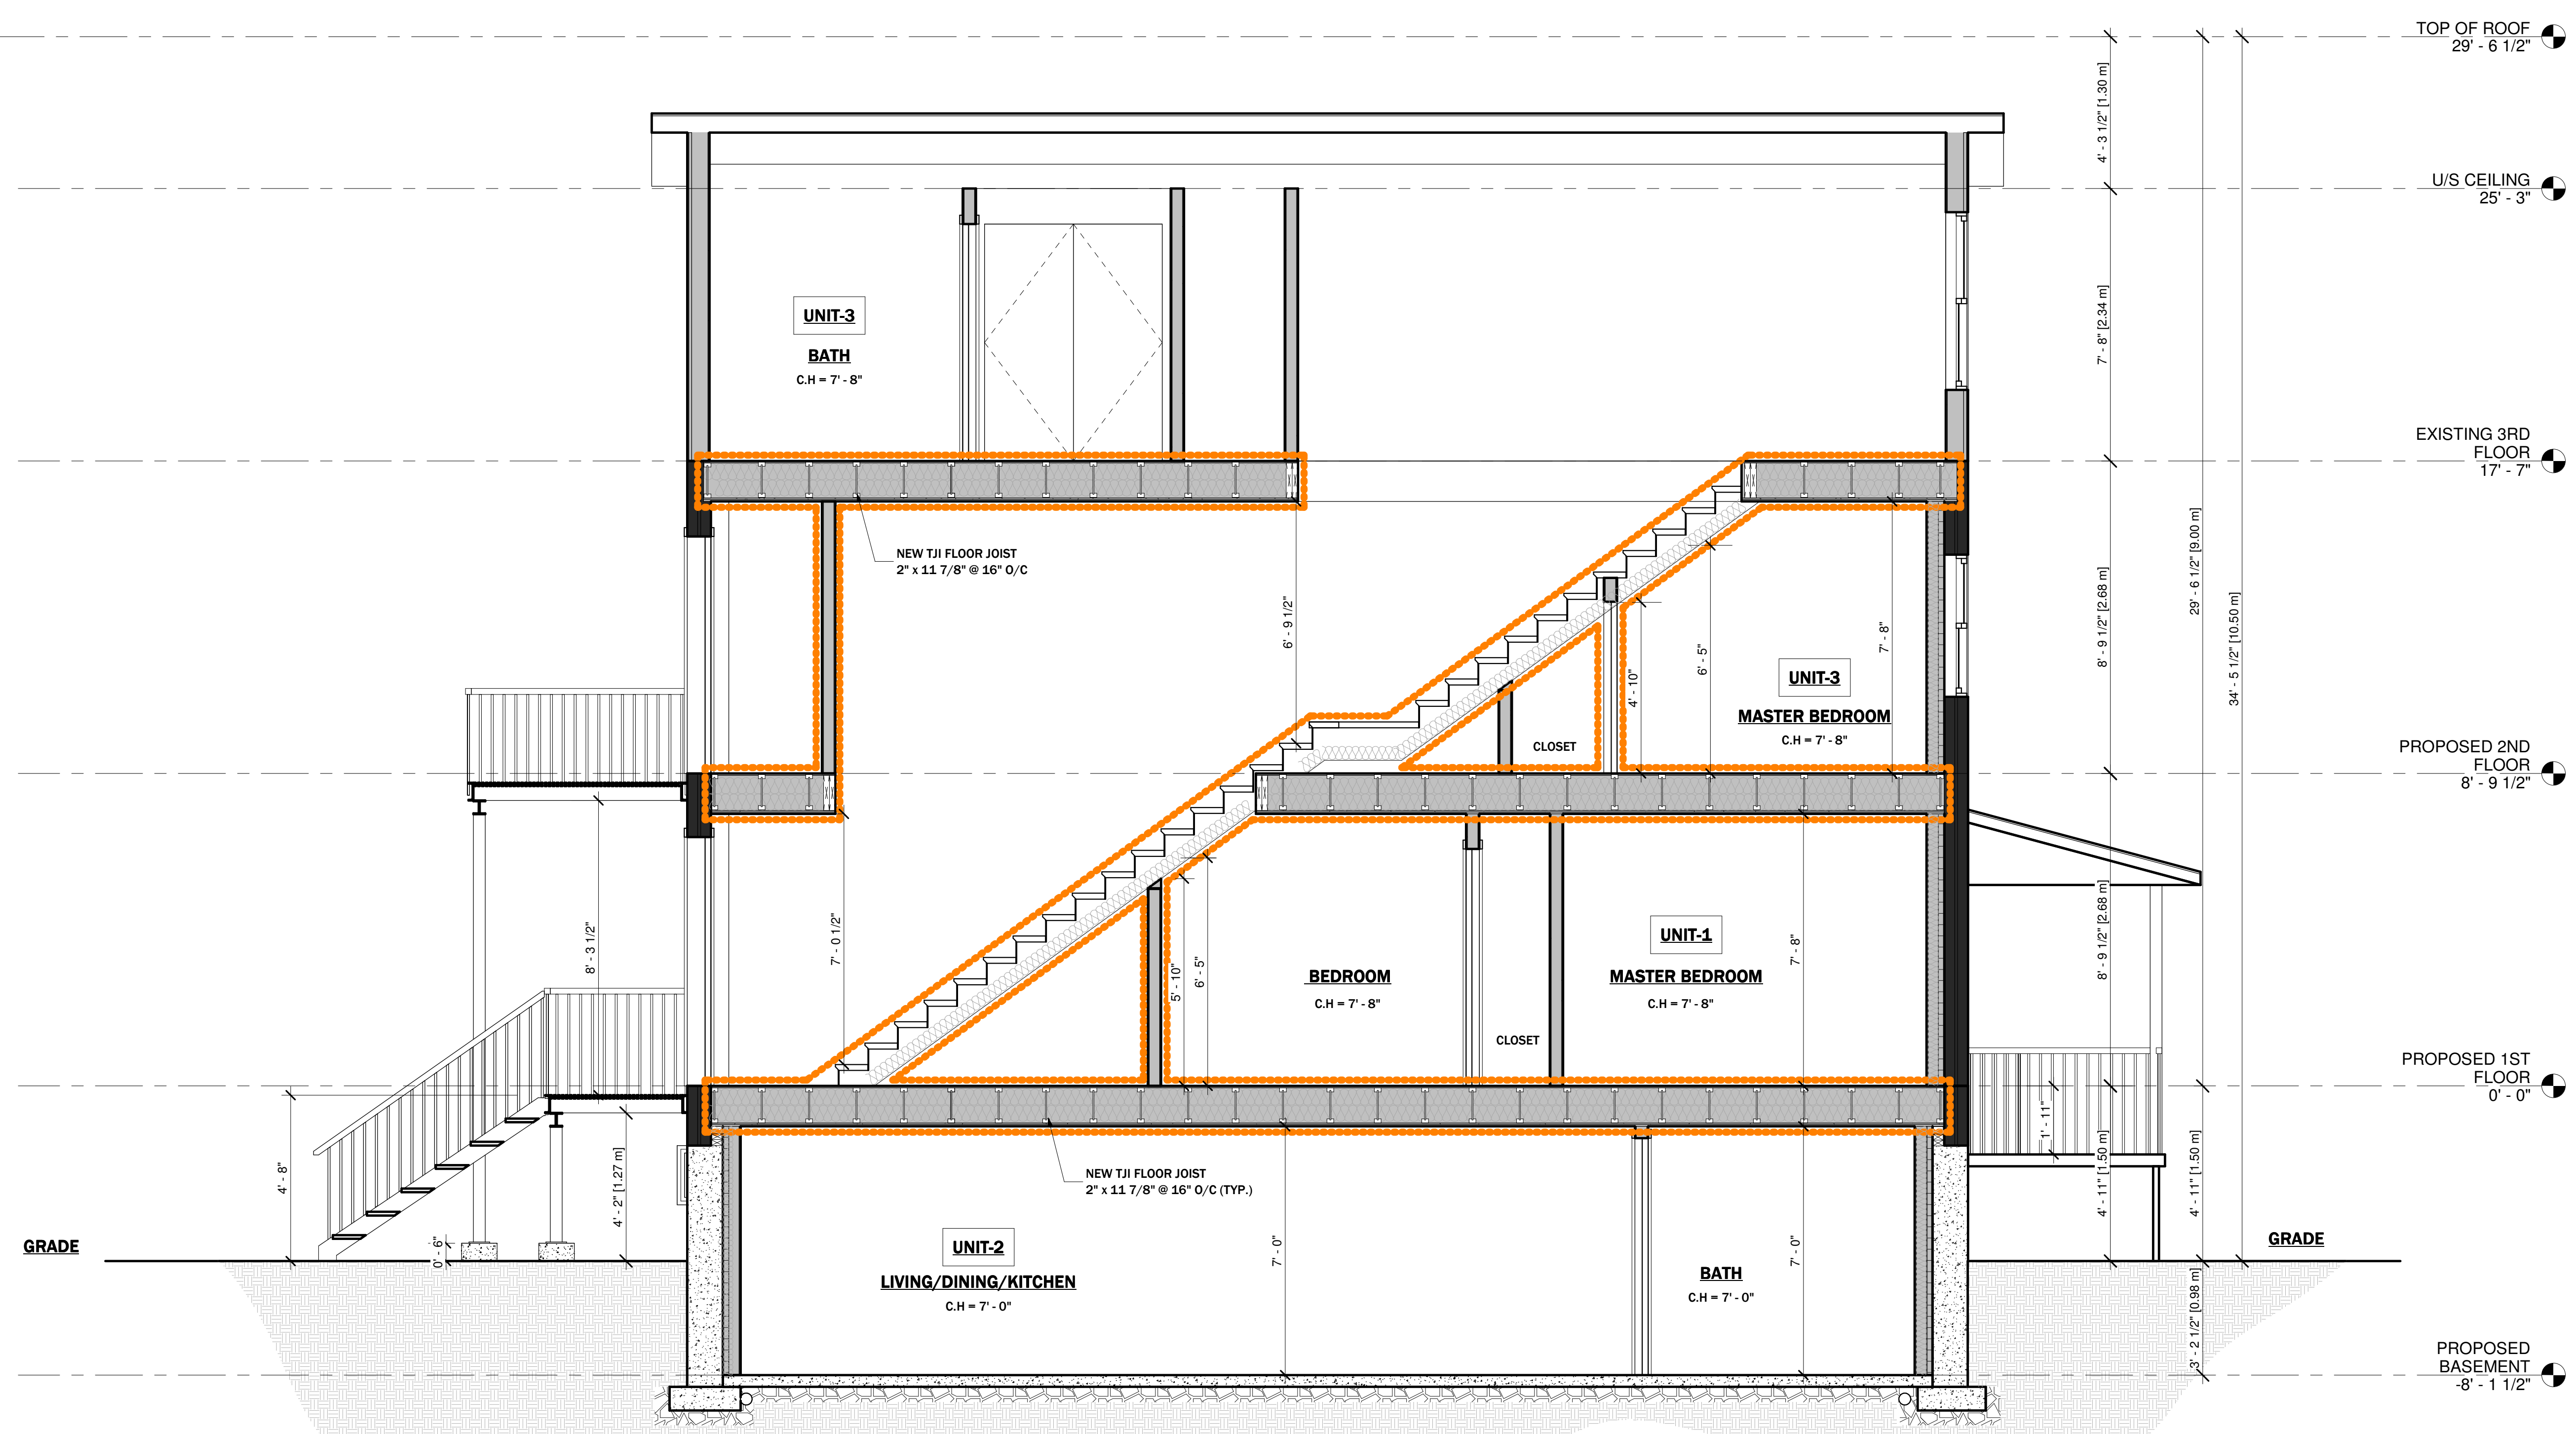 TOP OF ROOF
29' - 6 1/2"
4' - 3 1/2" [1.30 m]
U/S CEILING
25' - 3"
UNIT-3
BATH
C.H = 7' - 8"
7' - 8" [2.34 m]
EXISTING 3RD
FLOOR
17' - 7"
NEW TJI FLOOR JOIST
2" x 11 7/8" @ 16" O/C
6' - 9 1/2"
4' - 10"
6' - 5"
7' - 8"
UNIT-3
MASTER BEDROOM
C.H = 7' - 8"
CLOSET
8' - 9 1/2" [2.68 m]
29' - 6 1/2" [9.00 m]
34' - 5 1/2" [10.50 m]
PROPOSED 2ND
FLOOR
8' - 9 1/2"
8' - 3 1/2"
7' - 0 1/2"
5' - 10"
6' - 5"
BEDROOM
C.H = 7' - 8"
CLOSET
UNIT-1
MASTER BEDROOM
C.H = 7' - 8"
7' - 8"
8' - 9 1/2" [2.68 m]
PROPOSED 1ST
FLOOR
0' - 0"
4' - 8"
0' - 6"
4' - 2" [1.27 m]
NEW TJI FLOOR JOIST
2" x 11 7/8" @ 16" O/C (TYP.)
1' - 11"
4' - 11" [1.50 m]
4' - 11" [1.50 m]
GRADE
UNIT-2
LIVING/DINING/KITCHEN
C.H = 7' - 0"
7' - 0"
BATH
C.H = 7' - 0"
7' - 0"
GRADE
3' - 2 1/2" [0.98 m]
PROPOSED
BASEMENT
-8' - 1 1/2"